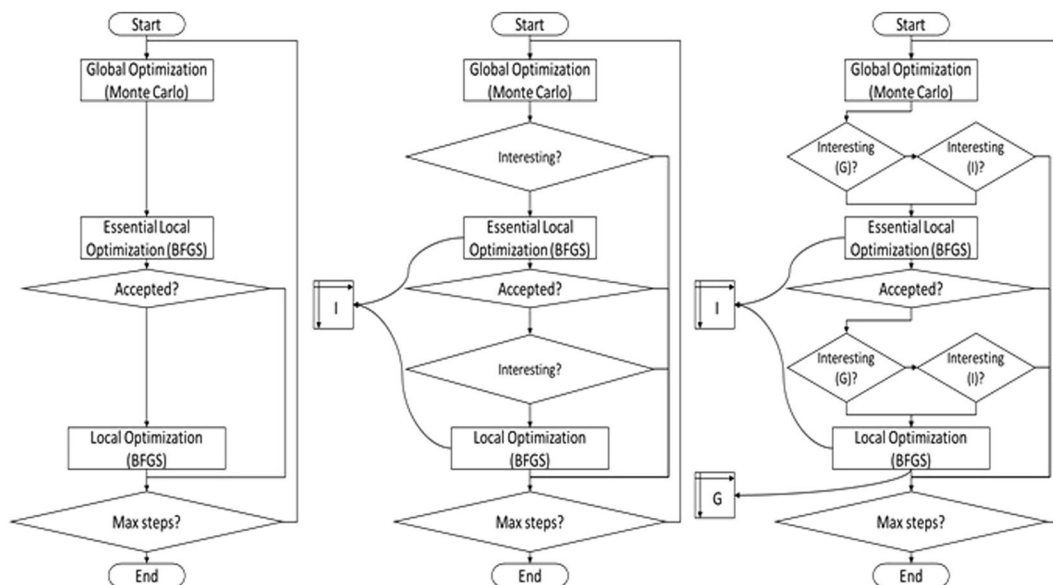 Start
Global Optimization
(Monte Carlo)
Essential Local
Optimization (BFGS)
Accepted?
Local Optimization
(BFGS)
Max steps?
End
Start
Global Optimization
(Monte Carlo)
Interesting?
Essential Local
Optimization (BFGS)
I
Accepted?
Interesting?
Local Optimization
(BFGS)
Max steps?
End
Start
Global Optimization
(Monte Carlo)
Interesting
(G)?
Interesting
(I)?
Essential Local
Optimization (BFGS)
I
Accepted?
Interesting
(G)?
Interesting
(I)?
Local Optimization
(BFGS)
G
Max steps?
End